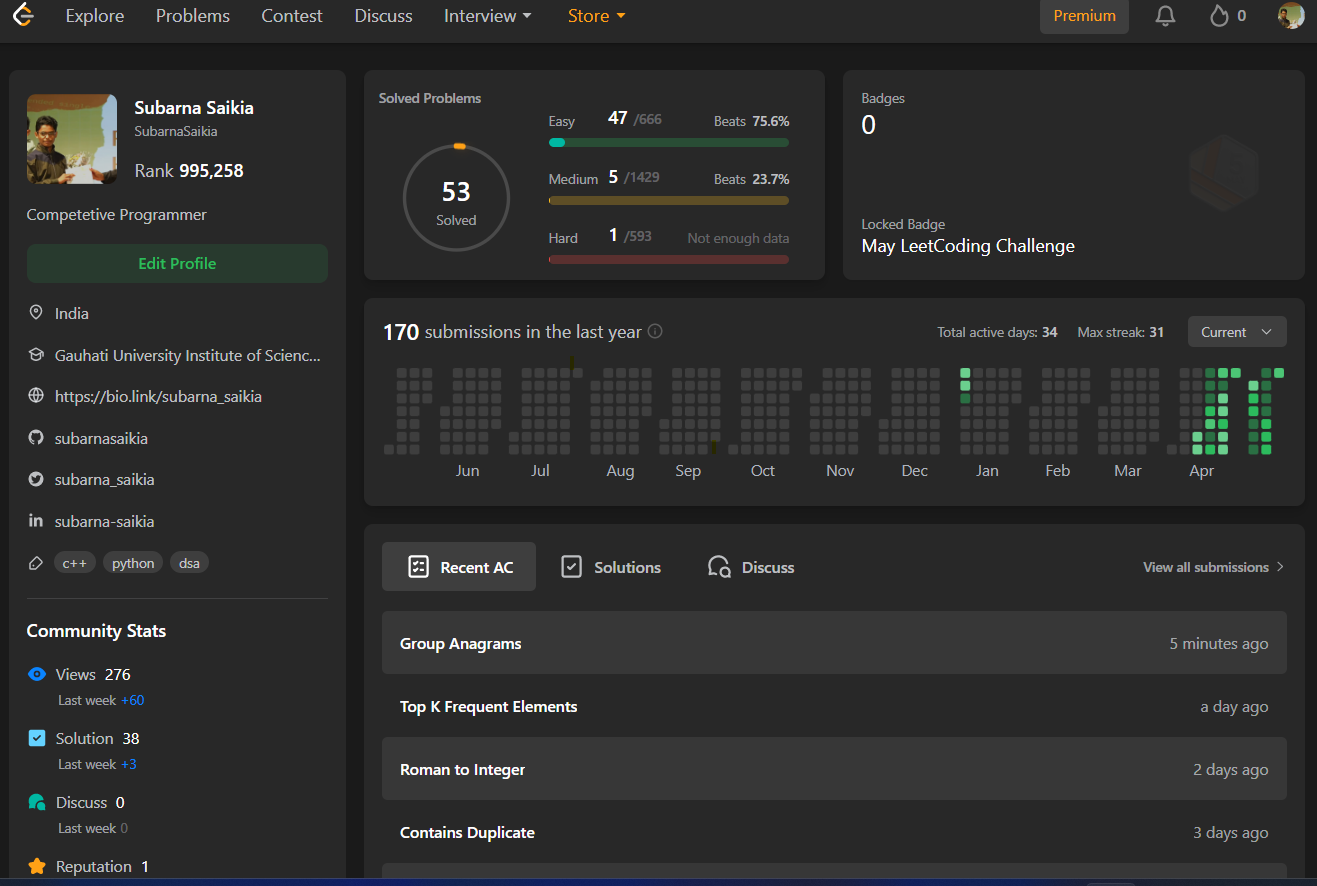 Explore Problems Contest Discuss Interview Store Premium 0
Subarna Saikia
SubarnaSaikia
Rank 995,258
Competetive Programmer
Edit Profile
India
Gauhati University Institute of Scienc...
https://bio.link/subarna_saikia
subarnasaikia
subarna_saikia
subarna-saikia
c++ python dsa
Community Stats
Views 276
Last week +60
Solution 38
Last week +3
Discuss 0
Last week 0
Reputation 1
Solved Problems
53
Solved
Easy 47 /666 Beats 75.6%
Medium 5 /1429 Beats 23.7%
Hard 1 /593 Not enough data
Badges
0
Locked Badge
May LeetCoding Challenge
170 submissions in the last year Total active days: 34 Max streak: 31 Current
Jun Jul Aug Sep Oct Nov Dec Jan Feb Mar Apr
Recent AC Solutions Discuss View all submissions
Group Anagrams 5 minutes ago
Top K Frequent Elements a day ago
Roman to Integer 2 days ago
Contains Duplicate 3 days ago